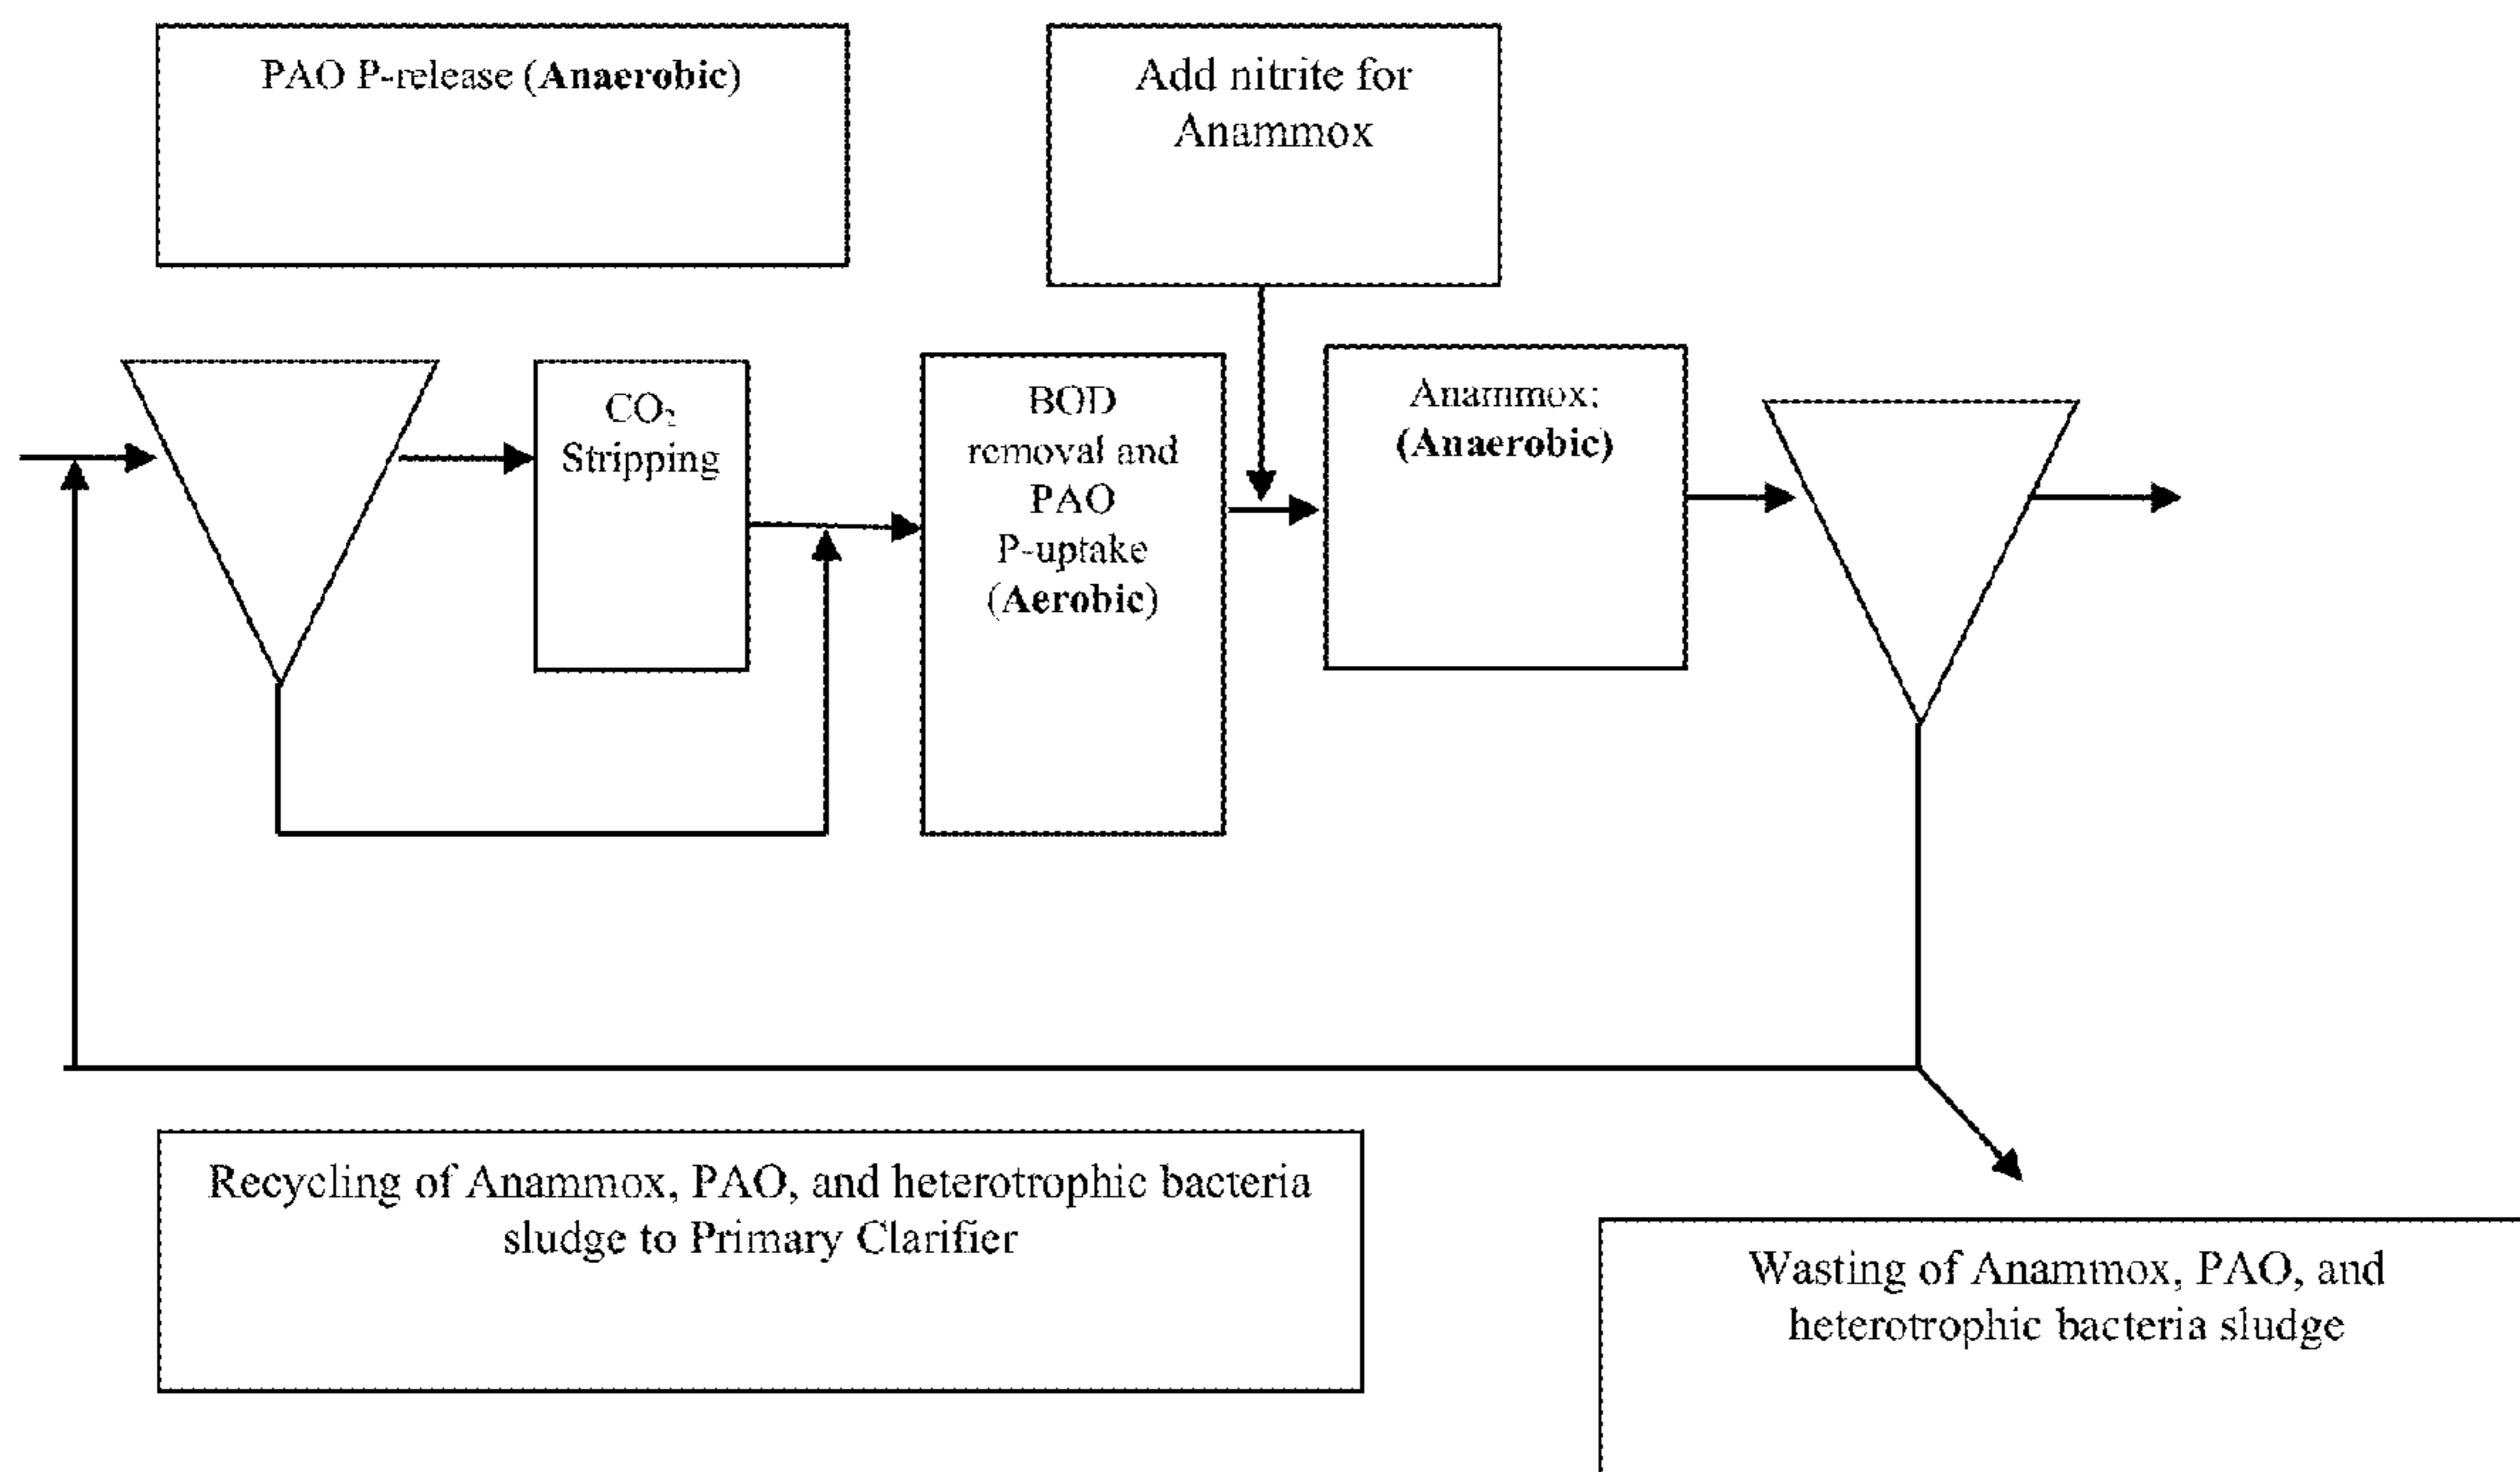 PAO P-release (Anaerobic)
Add nitrite for
Anammox
CO₂
Stripping
BOD
removal and
PAO
P-uptake
(Aerobic)
Anammox:
(Anaerobic)
Recycling of Anammox, PAO, and heterotrophic bacteria
sludge to Primary Clarifier
Wasting of Anammox, PAO, and
heterotrophic bacteria sludge